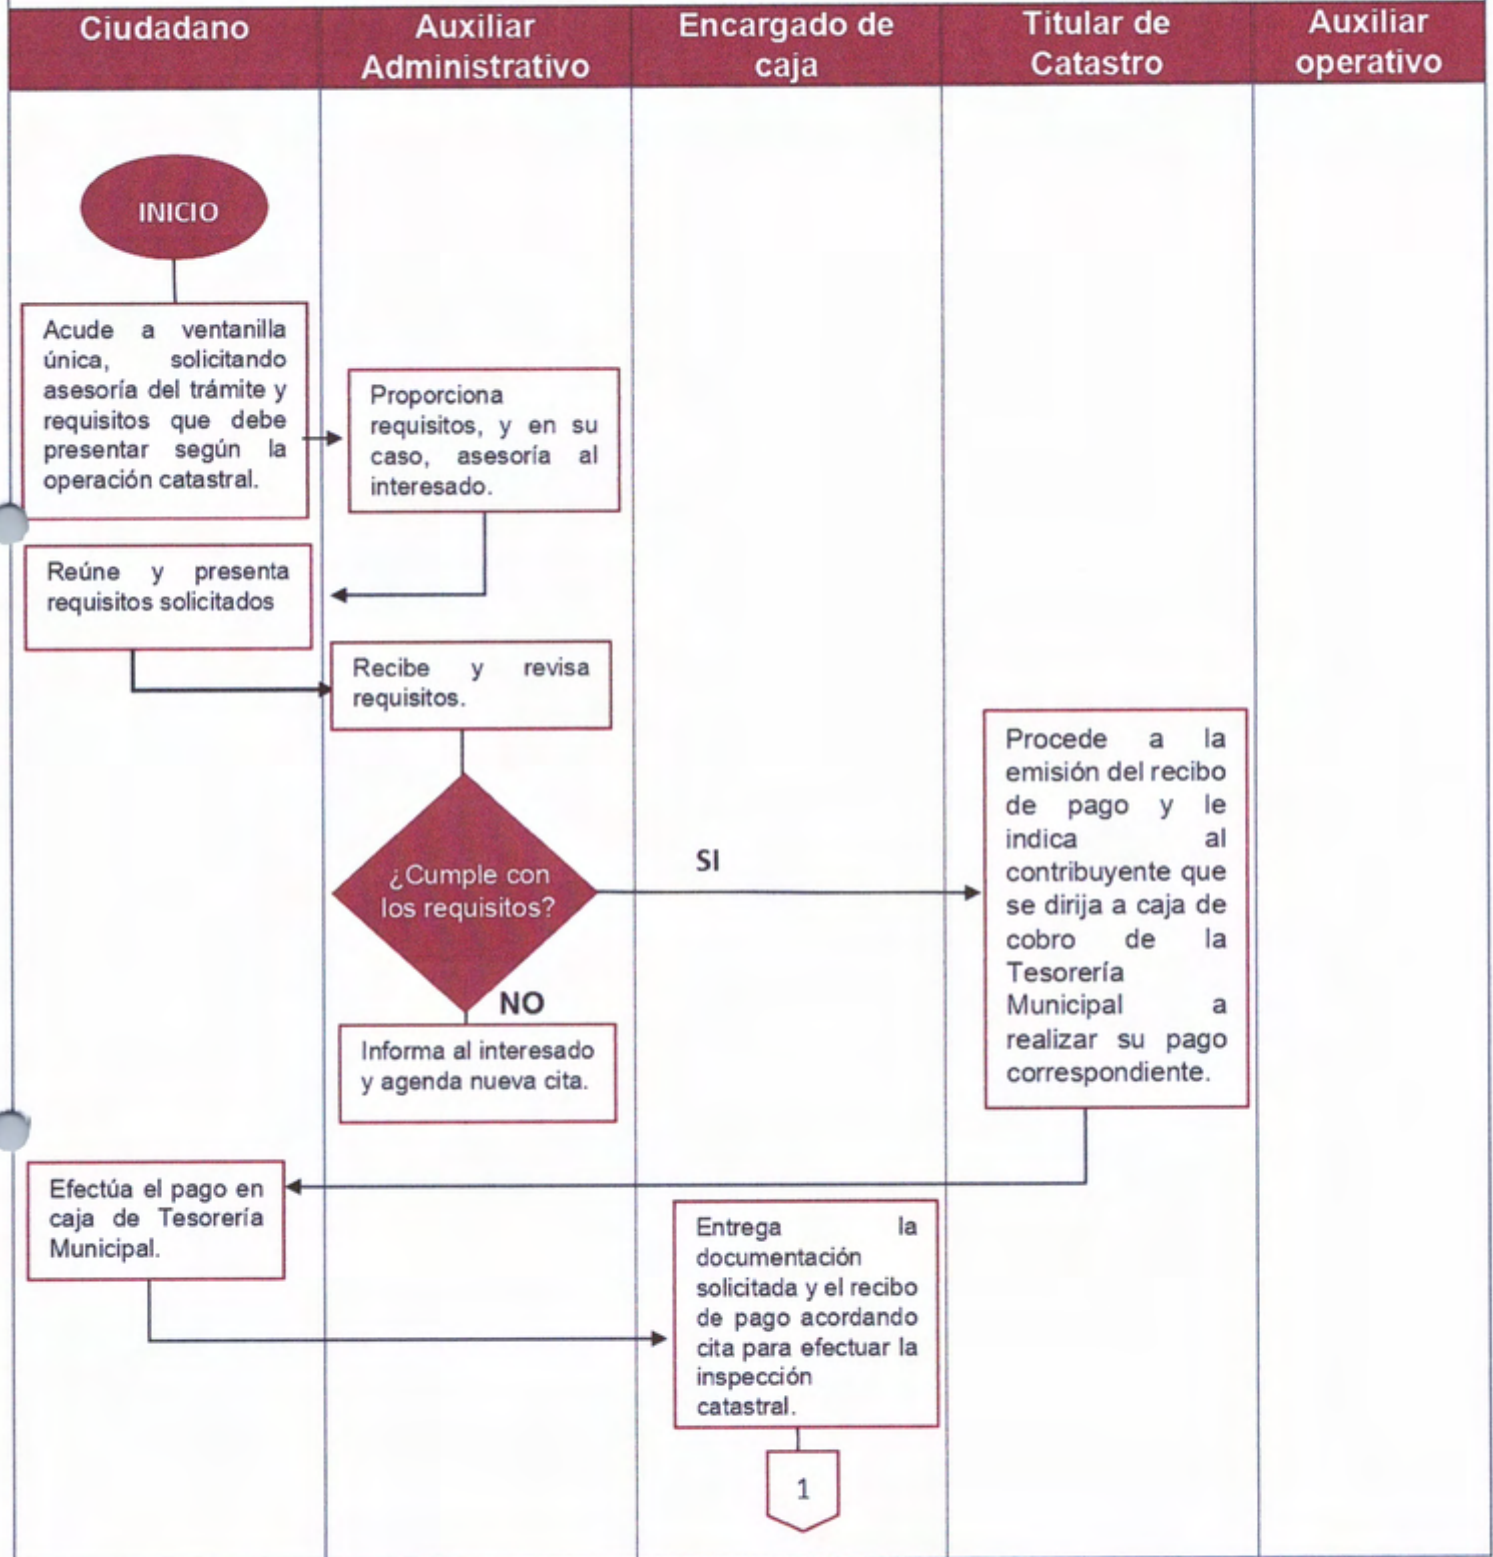 Ciudadano
Auxiliar
Administrativo
Encargado de
caja
Titular de
Catastro
Auxiliar
operativo
INICIO
Acude a ventanilla
única, solicitando
asesoría del trámite y
requisitos que debe
presentar según la
operación catastral.
Proporciona
requisitos, y en su
caso, asesoría al
interesado.
Reúne y presenta
requisitos solicitados
Recibe y revisa
requisitos.
¿Cumple con
los requisitos?
SI
NO
Informa al interesado
y agenda nueva cita.
Procede a la
emisión del recibo
de pago y le
indica al
contribuyente que
se dirija a caja de
cobro de la
Tesorería
Municipal a
realizar su pago
correspondiente.
Efectúa el pago en
caja de Tesorería
Municipal.
Entrega la
documentación
solicitada y el recibo
de pago acordando
cita para efectuar la
inspección
catastral.
1